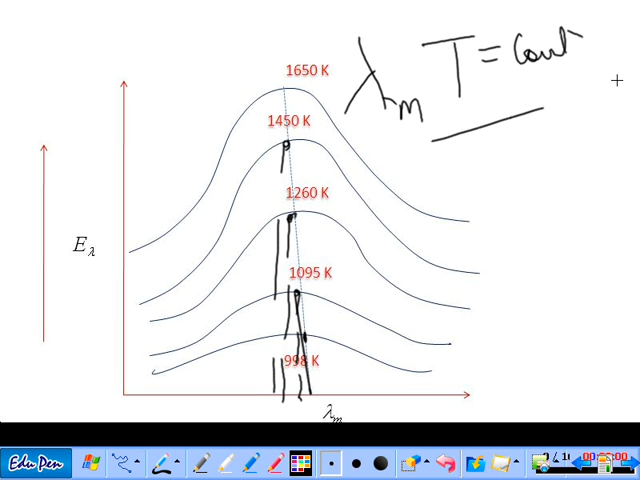 λm T = Const
1650 K
1450 K
1260 K
Eλ
1095 K
998 K
λm
Edu Pen